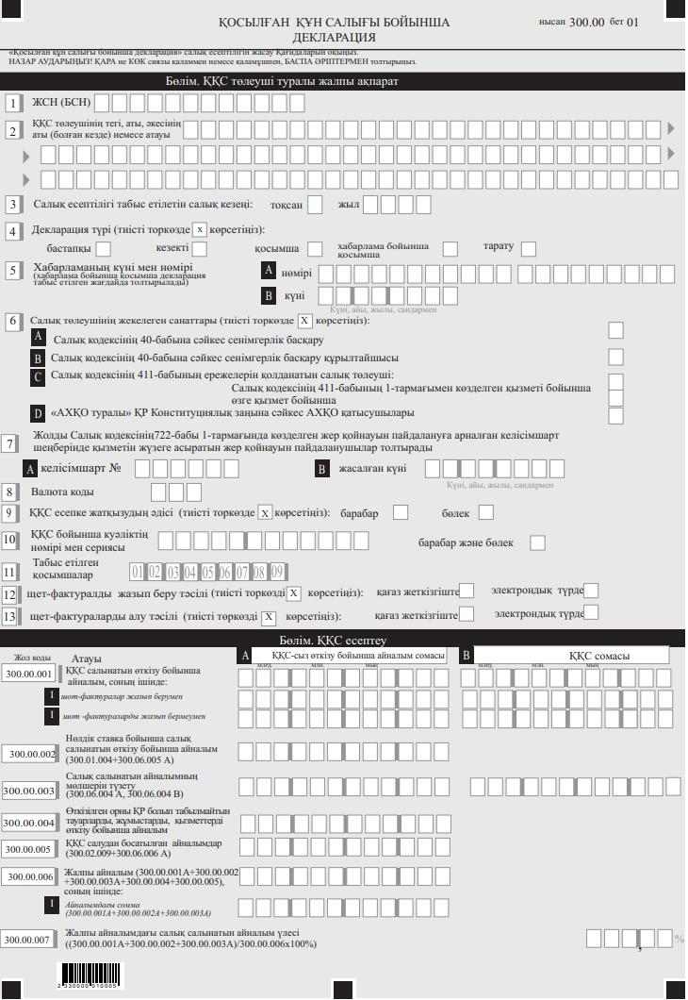 ҚОСЫЛҒАН ҚҰН САЛЫҒЫ БОЙЫНША
ДЕКЛАРАЦИЯ
нысан 300.00 бет 01
«Қосылған құн салығы бойынша декларация» салық есептілігін жасау Қағидаларын оқыңыз.
НАЗАР АУДАРЫҢЫЗ! ҚАРА не КӨК сиялы қаламмен немесе қаламұшпен, БАСПА ӘРІПТЕРМЕН толтырыңыз.
Бөлім. ҚҚС төлеуші туралы жалпы ақпарат
1 ЖСН (БСН)
2 ҚҚС төлеушінің тегі, аты, әкесінің
аты (болған кезде) немесе атауы
3 Салық есептілігі табыс етілетін салық кезеңі: тоқсан жыл
4 Декларация түрі (тиісті торкөзде x көрсетіңіз):
бастапқы кезекті қосымша хабарлама бойынша
қосымша тарату
5 Хабарламаның күні мен нөмірі
(хабарлама бойынша қосымша декларация
табыс етілген жағдайда толтырылады)
A нөмірі
B күні
Күні, айы, жылы, сандармен
6 Салық төлеушінің жекелеген санаттары (тиісті торкөзде X көрсетіңіз):
A Салық кодексінің 40-бабына сәйкес сенімгерлік басқару
B Салық кодексінің 40-бабына сәйкес сенімгерлік басқару құрылтайшысы
C Салық кодексінің 411-бабының ережелерін қолданатын салық төлеуші:
Салық кодексінің 411-бабының 1-тармағымен көзделген қызметі бойынша
өзге қызмет бойынша
D «АХҚО туралы» ҚР Конституциялық заңына сәйкес АХҚО қатысушылары
7 Жолды Салық кодексінің722-бабы 1-тармағында көзделген жер қойнауын пайдалануға арналған келісімшарт
шеңберінде қызметін жүзеге асыратын жер қойнауын пайдаланушылар толтырады
A келісімшарт № B жасалған күні
Күні, айы, жылы, сандармен
8 Валюта коды
9 ҚҚС есепке жатқызудың әдісі (тиісті торкөзде X көрсетіңіз): барабар бөлек
10 ҚҚС бойынша куәліктің
нөмірі мен сериясы
барабар және бөлек
11 Табыс етілген
қосымшалар
01 02 03 04 05 06 07 08 09
12 щет-фактуралды жазып беру тәсілі (тиісті торкөзді X көрсетіңіз): қағаз жеткізгіште электрондық түрде
13 щет-фактураларды алу тәсілі (тиісті торкөзді X көрсетіңіз): қағаз жеткізгіште электрондық түрде
Бөлім. ҚҚС есептеу
Жол коды Атауы A ҚҚС-сыз өткізу бойынша айналым сомасы B ҚҚС сомасы
млрд. млн. мың млрд. млн. мың
300.00.001 ҚҚС салынатын өткізу бойынша
айналым, соның ішінде:
I шот-фактуралар жазып берумен
I шот -фактураларды жазып бермеумен
300.00.002 Нөлдік ставка бойынша салық
салынатын өткізу бойынша айналым
(300.01.004+300.06.005 A)
300.00.003 Салық салынатын айналымның
мөлшерін түзету
(300.06.004 A, 300.06.004 B)
300.00.004 Өткізілген орны ҚР болып табылмайтын
тауарларды, жұмыстарды, қызметтерді
өткізу бойынша айналым
300.00.005 ҚҚС салудан босатылған айналымдар
(300.02.009+300.06.006 A)
300.00.006 Жалпы айналым (300.00.001A+300.00.002
+300.00.003A+300.00.004+300.00.005),
соның ішінде:
I Айналымдағы сомма
(300.00.001A+300.00.002A+300.00.003A)
300.00.007 Жалпы айналымдағы салық салынатын айналым үлесі
((300.00.001A+300.00.002+300.00.003A)/300.00.006x100%)
, %
2 330000 010005